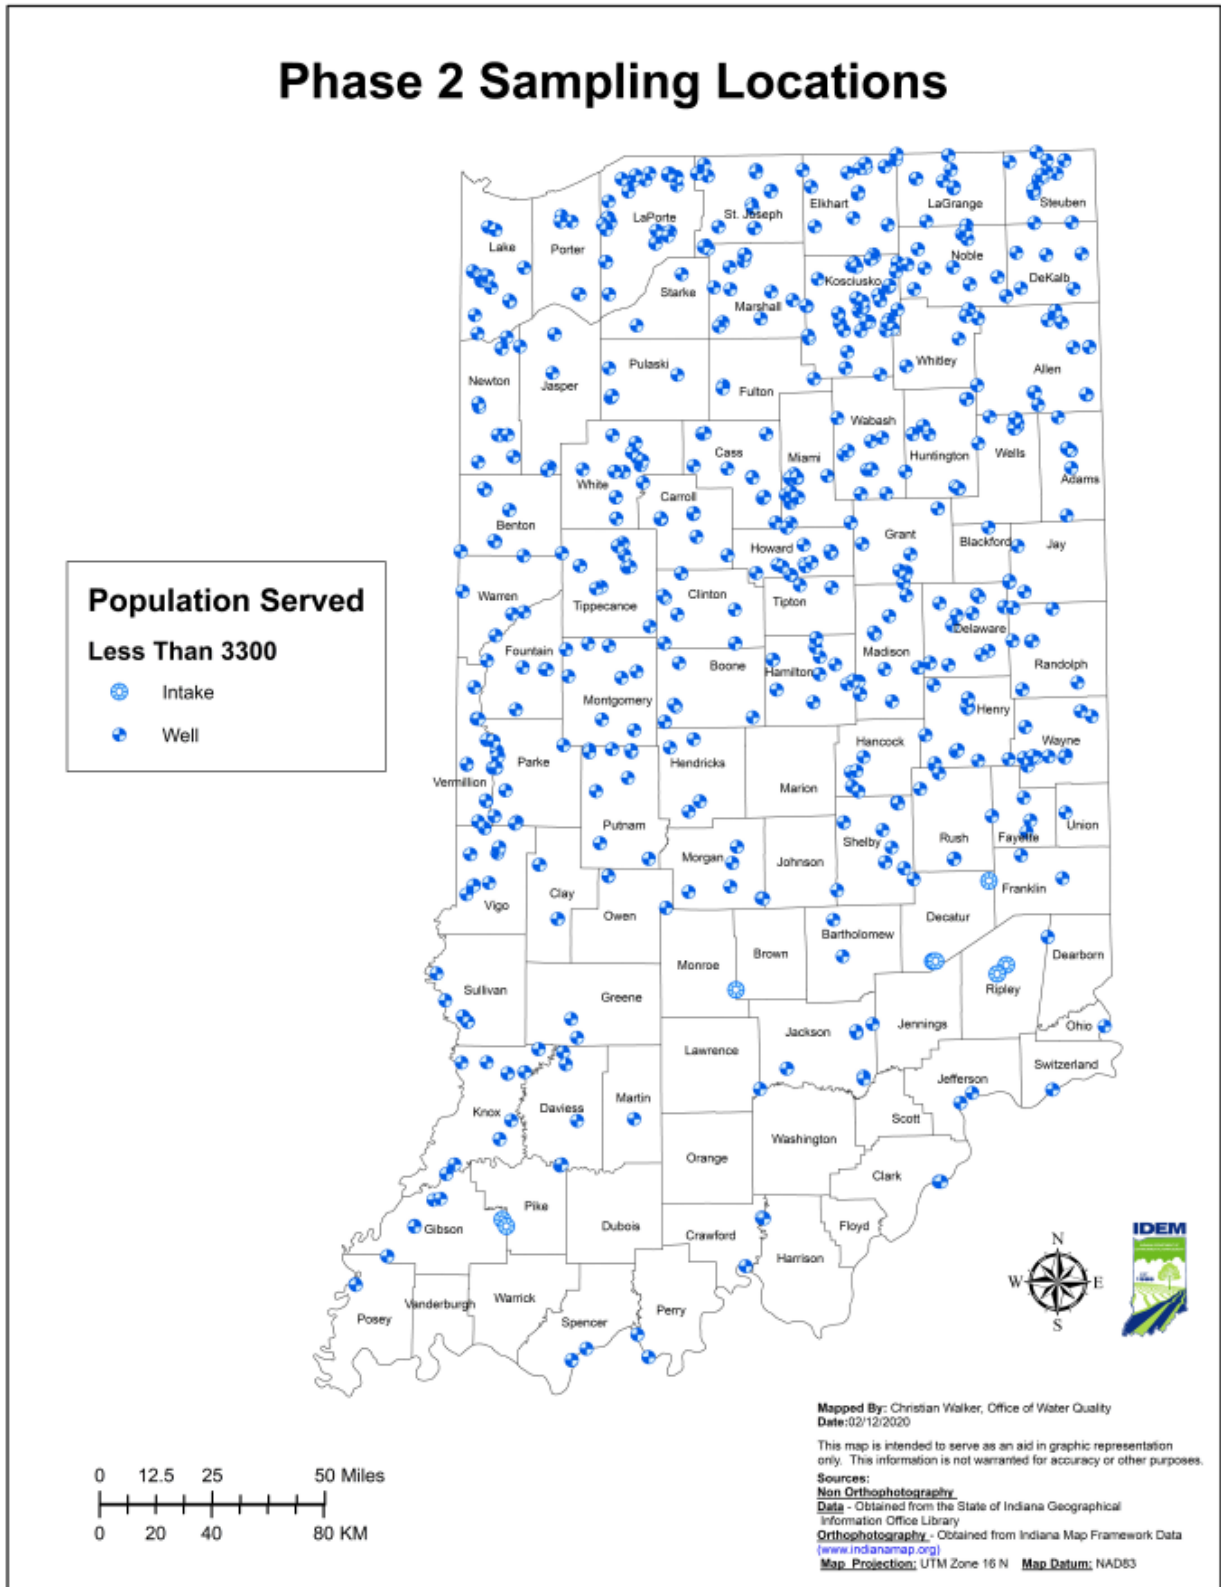 Phase 2 Sampling Locations
LaPorte
St. Joseph
Elkhart
LaGrange
Steuben
Lake
Porter
Noble
DeKalb
Starke
Marshall
Kosciusko
Newton
Jasper
Pulaski
Fulton
Whitley
Allen
Wabash
Huntington
Wells
Adams
White
Cass
Miami
Carroll
Benton
Grant
Blackford
Jay
Howard
Population Served
Less Than 3300
Intake
Well
Warren
Tippecanoe
Clinton
Tipton
Delaware
Fountain
Boone
Hamilton
Madison
Randolph
Montgomery
Henry
Wayne
Hancock
Parke
Hendricks
Vermillion
Marion
Putnam
Shelby
Rush
Fayette
Union
Morgan
Johnson
Clay
Vigo
Owen
Franklin
Decatur
Bartholomew
Brown
Monroe
Dearborn
Sullivan
Greene
Ripley
Jennings
Ohio
Jackson
Lawrence
Switzerland
Jefferson
Knox
Daviess
Martin
Scott
Washington
Orange
Clark
Pike
Gibson
Dubois
Crawford
Floyd
Harrison
Warrick
Vanderburgh
Posey
Spencer
Perry
N
W E
S
IDEM
Mapped By: Christian Walker, Office of Water Quality
Date:02/12/2020
This map is intended to serve as an aid in graphic representation
only. This information is not warranted for accuracy or other purposes.
Sources:
Non Orthophotography
Data - Obtained from the State of Indiana Geographical
Information Office Library
Orthophotography - Obtained from Indiana Map Framework Data
(www.indianamap.org)
Map Projection: UTM Zone 16 N Map Datum: NAD83
0 12.5 25 50 Miles
0 20 40 80 KM